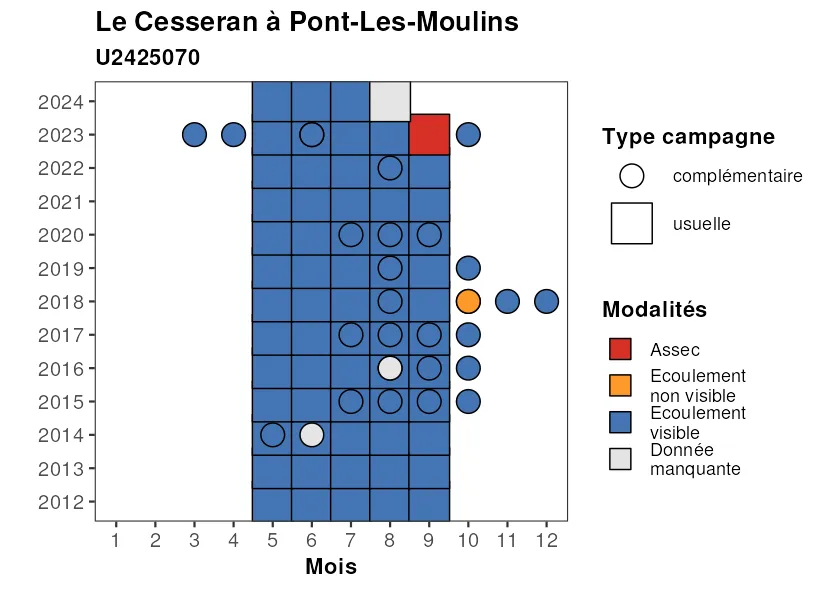 Le Cesseran à Pont-Les-Moulins
U2425070
2024
2023
2022
2021
2020
2019
2018
2017
2016
2015
2014
2013
2012
1 2 3 4 5 6 7 8 9 10 11 12
Mois
Type campagne
complémentaire
usuelle
Modalités
Assec
Ecoulement
non visible
Ecoulement
visible
Donnée
manquante